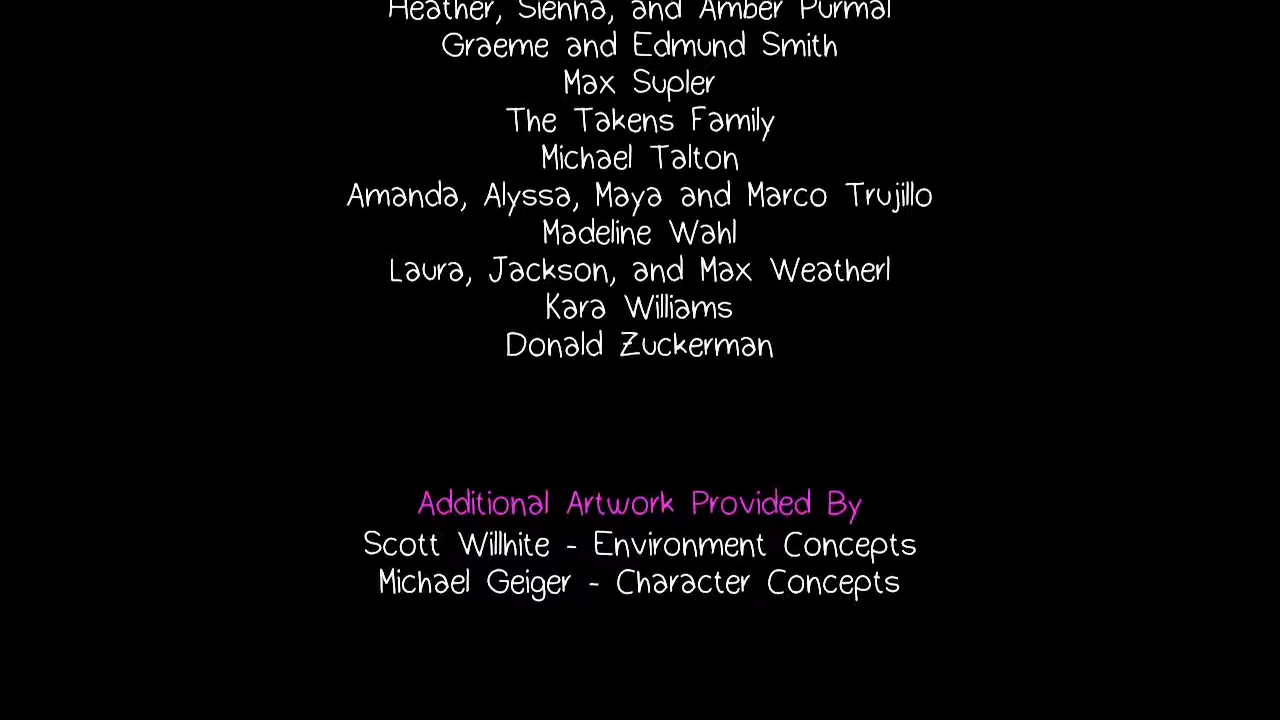 Heather, Sienna, and Amber Purmal
Graeme and Edmund Smith
Max Supler
The Takens Family
Michael Talton
Amanda, Alyssa, Maya and Marco Trujillo
Madeline Wahl
Laura, Jackson, and Max Weatherl
Kara Williams
Donald Zuckerman
Additional Artwork Provided By
Scott Willhite - Environment Concepts
Michael Geiger - Character Concepts